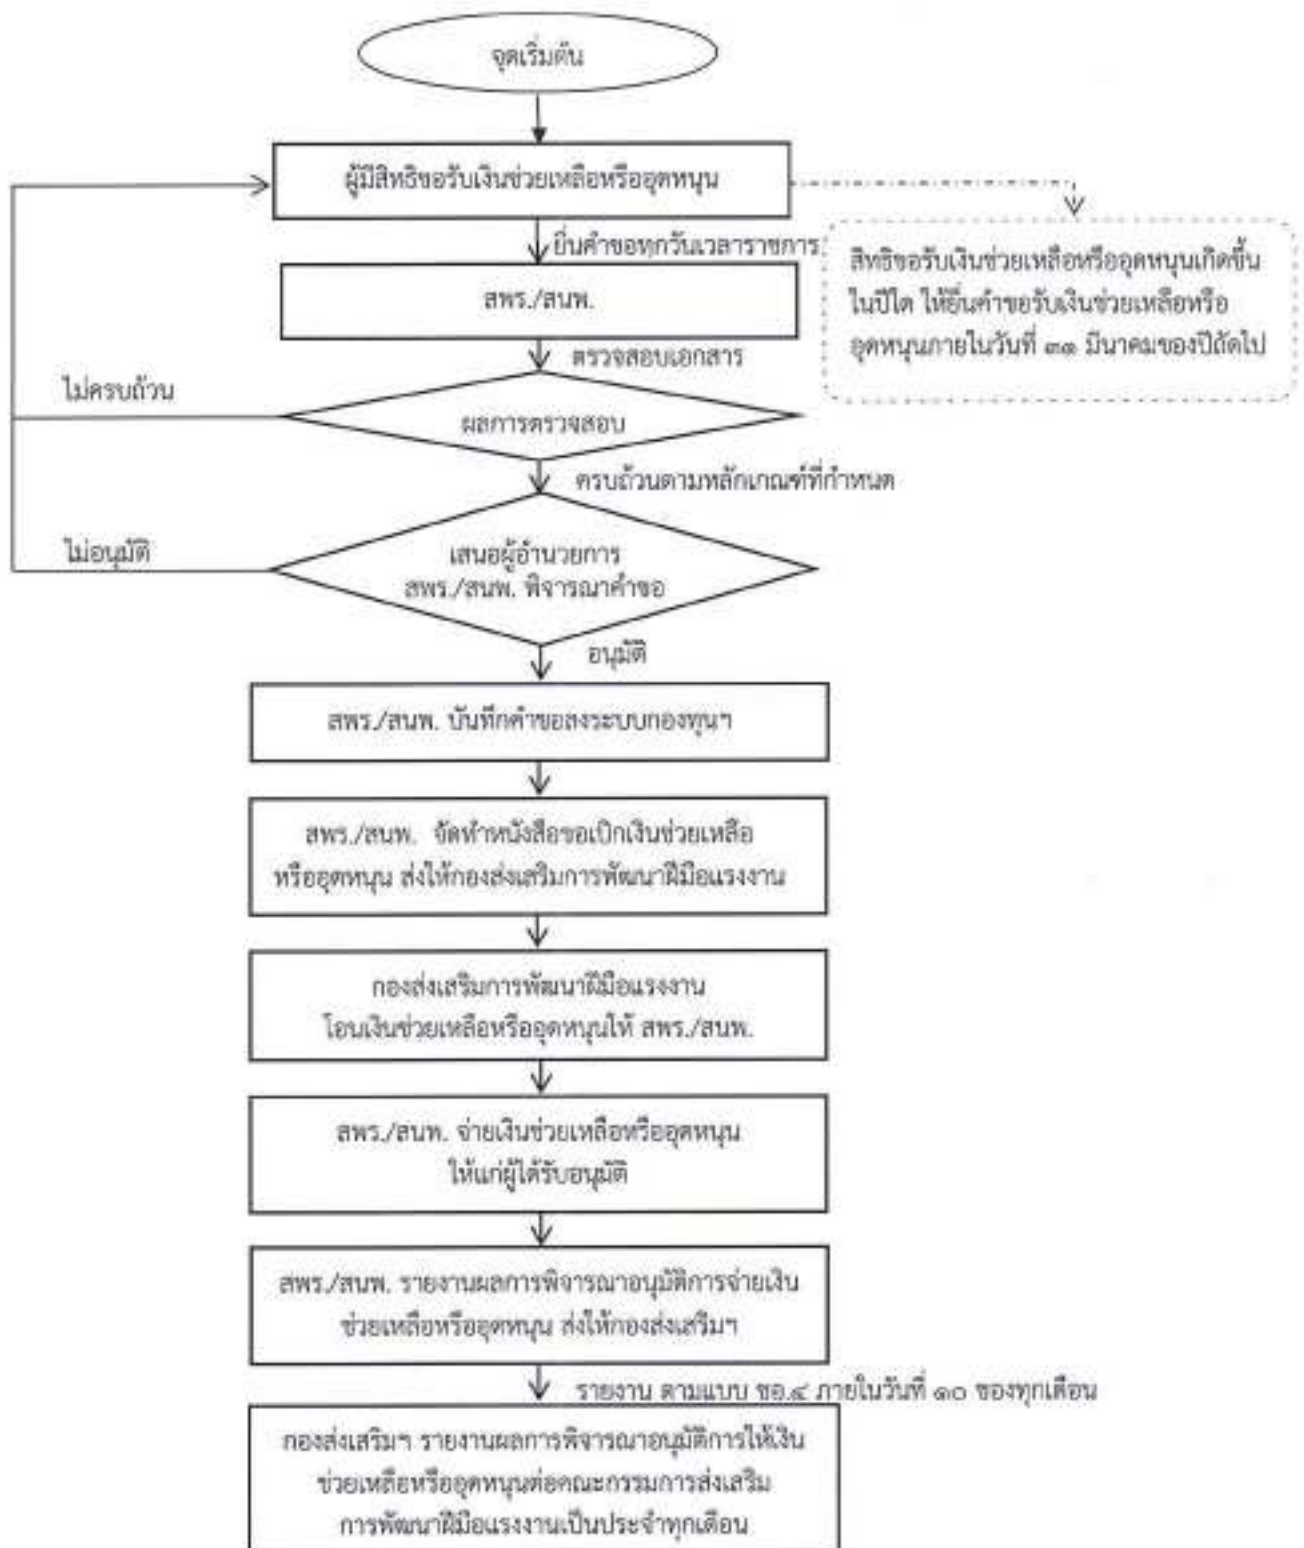 จุดเริ่มต้น
ผู้มีสิทธิขอรับเงินช่วยเหลือหรืออุดหนุน
ยื่นคำขอทุกวันเวลาราชการ
สิทธิขอรับเงินช่วยเหลือหรืออุดหนุนเกิดขึ้น
ในปีใด ให้ยื่นคำขอรับเงินช่วยเหลือหรือ
อุดหนุนภายในวันที่ ๓๑ มีนาคมของปีถัดไป
สพร./สนพ.
ตรวจสอบเอกสาร
ไม่ครบถ้วน
ผลการตรวจสอบ
ครบถ้วนตามหลักเกณฑ์ที่กำหนด
ไม่อนุมัติ
เสนอผู้อำนวยการ
สพร./สนพ. พิจารณาคำขอ
อนุมัติ
สพร./สนพ. บันทึกคำขอลงระบบกองทุนฯ
สพร./สนพ. จัดทำหนังสือขอเบิกเงินช่วยเหลือ
หรืออุดหนุน ส่งให้กองส่งเสริมการพัฒนาฝีมือแรงงาน
กองส่งเสริมการพัฒนาฝีมือแรงงาน
โอนเงินช่วยเหลือหรืออุดหนุนให้ สพร./สนพ.
สพร./สนพ. จ่ายเงินช่วยเหลือหรืออุดหนุน
ให้แก่ผู้ได้รับอนุมัติ
สพร./สนพ. รายงานผลการพิจารณาอนุมัติการจ่ายเงิน
ช่วยเหลือหรืออุดหนุน ส่งให้กองส่งเสริมฯ
รายงาน ตามแบบ ชอ.๔ ภายในวันที่ ๑๐ ของทุกเดือน
กองส่งเสริมฯ รายงานผลการพิจารณาอนุมัติการให้เงิน
ช่วยเหลือหรืออุดหนุนต่อคณะกรรมการส่งเสริม
การพัฒนาฝีมือแรงงานเป็นประจำทุกเดือน